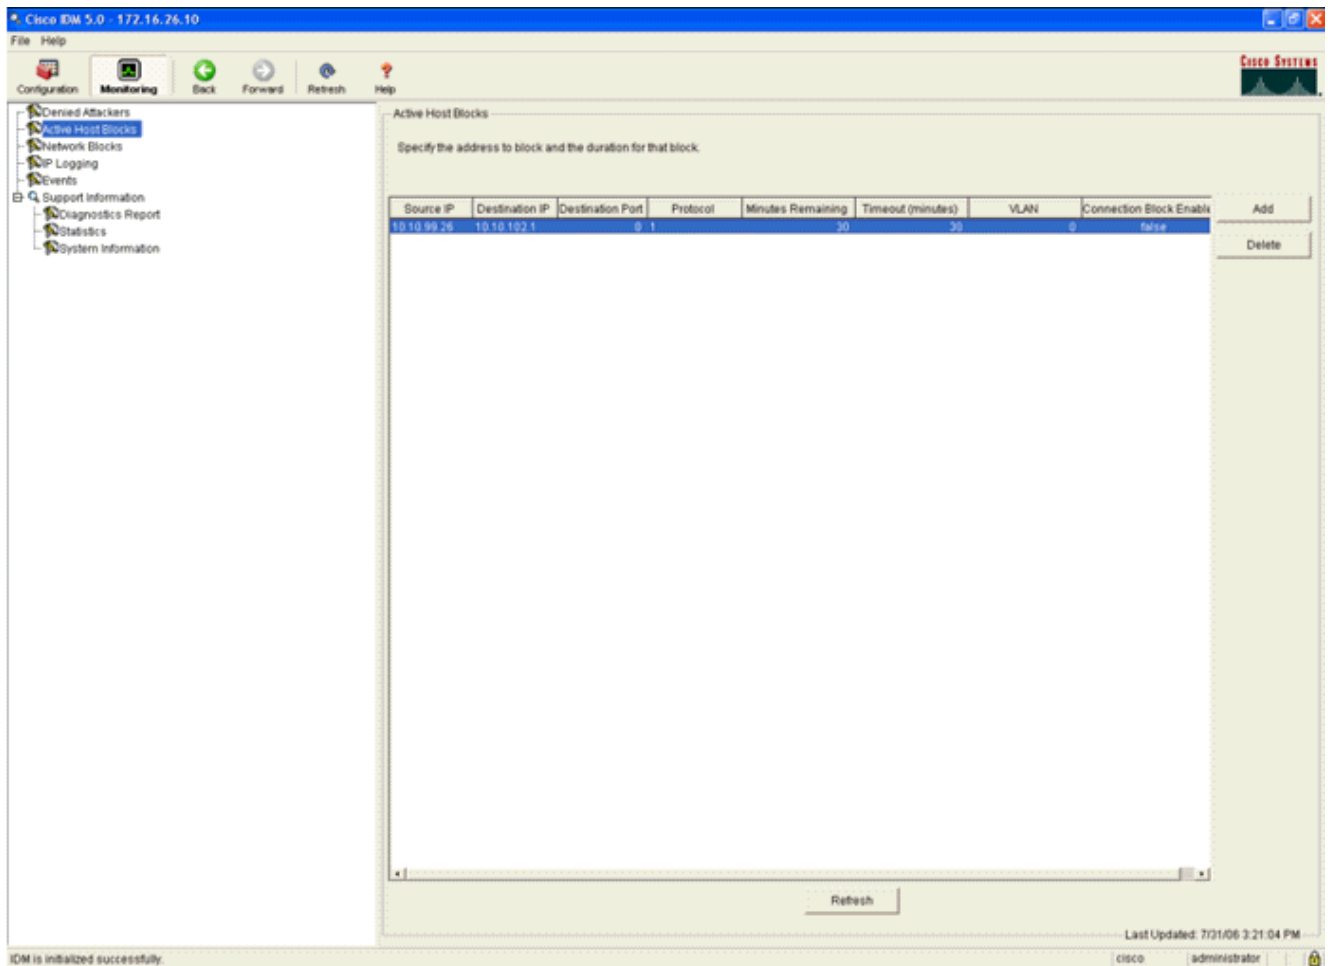 Cisco IDM 5.0 - 172.16.26.10
File Help
Configuration Monitoring Back Forward Refresh Help
CISCO SYSTEMS
Denied Attackers
Active Host Blocks
Network Blocks
IP Logging
Events
Support Information
Diagnostics Report
Statistics
System Information
Active Host Blocks
Specify the address to block and the duration for that block.
Source IP Destination IP Destination Port Protocol Minutes Remaining Timeout (minutes) VLAN Connection Block Enable
10.10.99.26 10.10.102.1 0 1 30 30 0 false
Add
Delete
Refresh
Last Updated: 7/31/06 3:21:04 PM
IDM is initialized successfully. cisco administrator